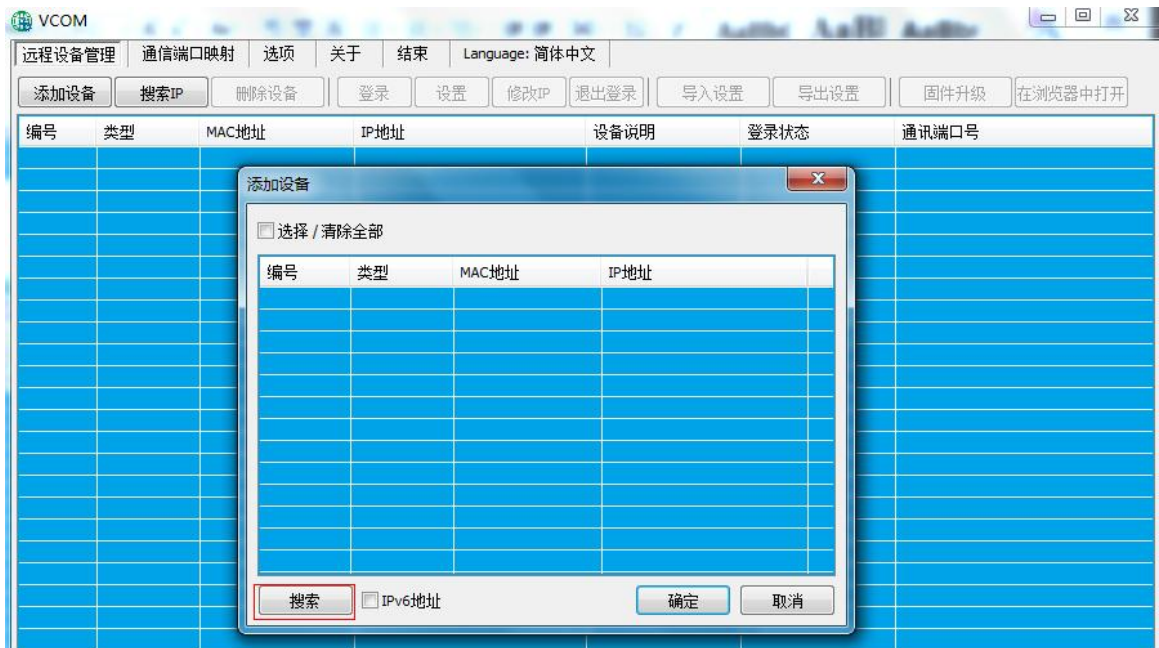 VCOM
远程设备管理 通信端口映射 选项 关于 结束 Language: 简体中文
添加设备 搜索IP 删除设备 登录 设置 修改IP 退出登录 导入设置 导出设置 固件升级 在浏览器中打开
编号 类型 MAC地址 IP地址 设备说明 登录状态 通讯端口号
添加设备
选择 / 清除全部
编号 类型 MAC地址 IP地址
搜索 IPv6地址 确定 取消